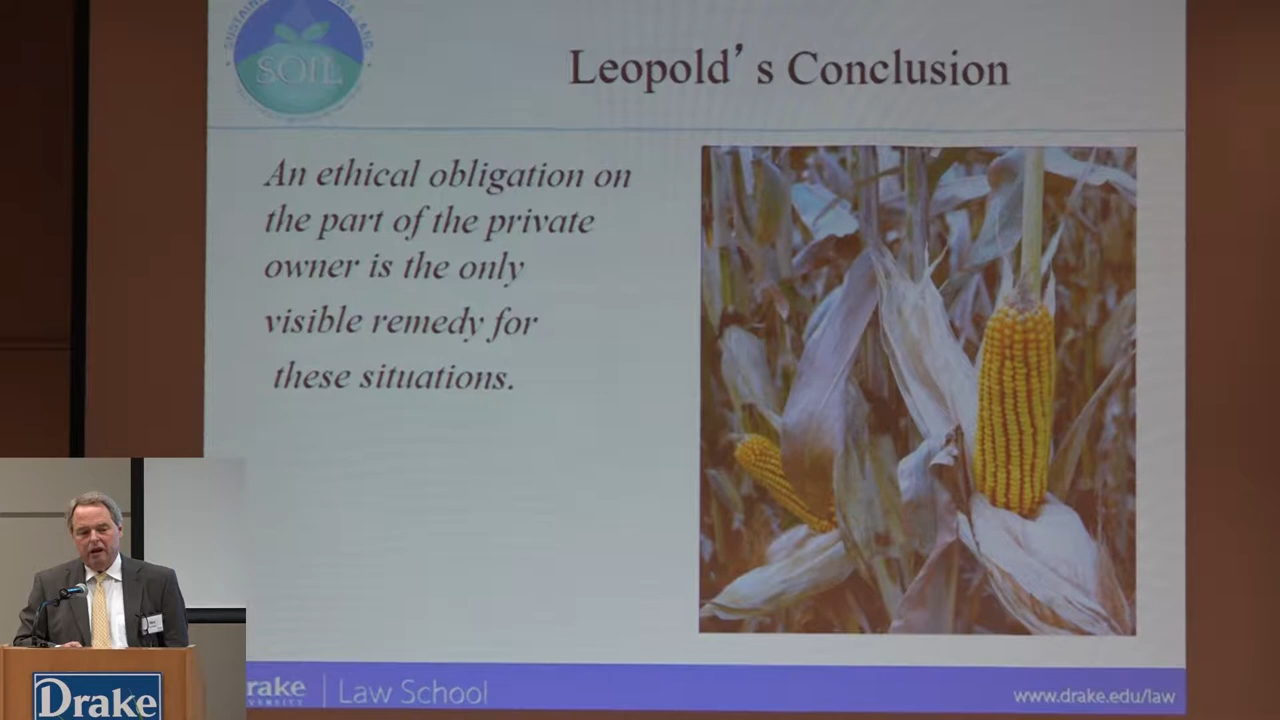 SOIL
Leopold's Conclusion
An ethical obligation on
the part of the private
owner is the only
visible remedy for
these situations.
Drake
rake
Law School
www.drake.edu/law